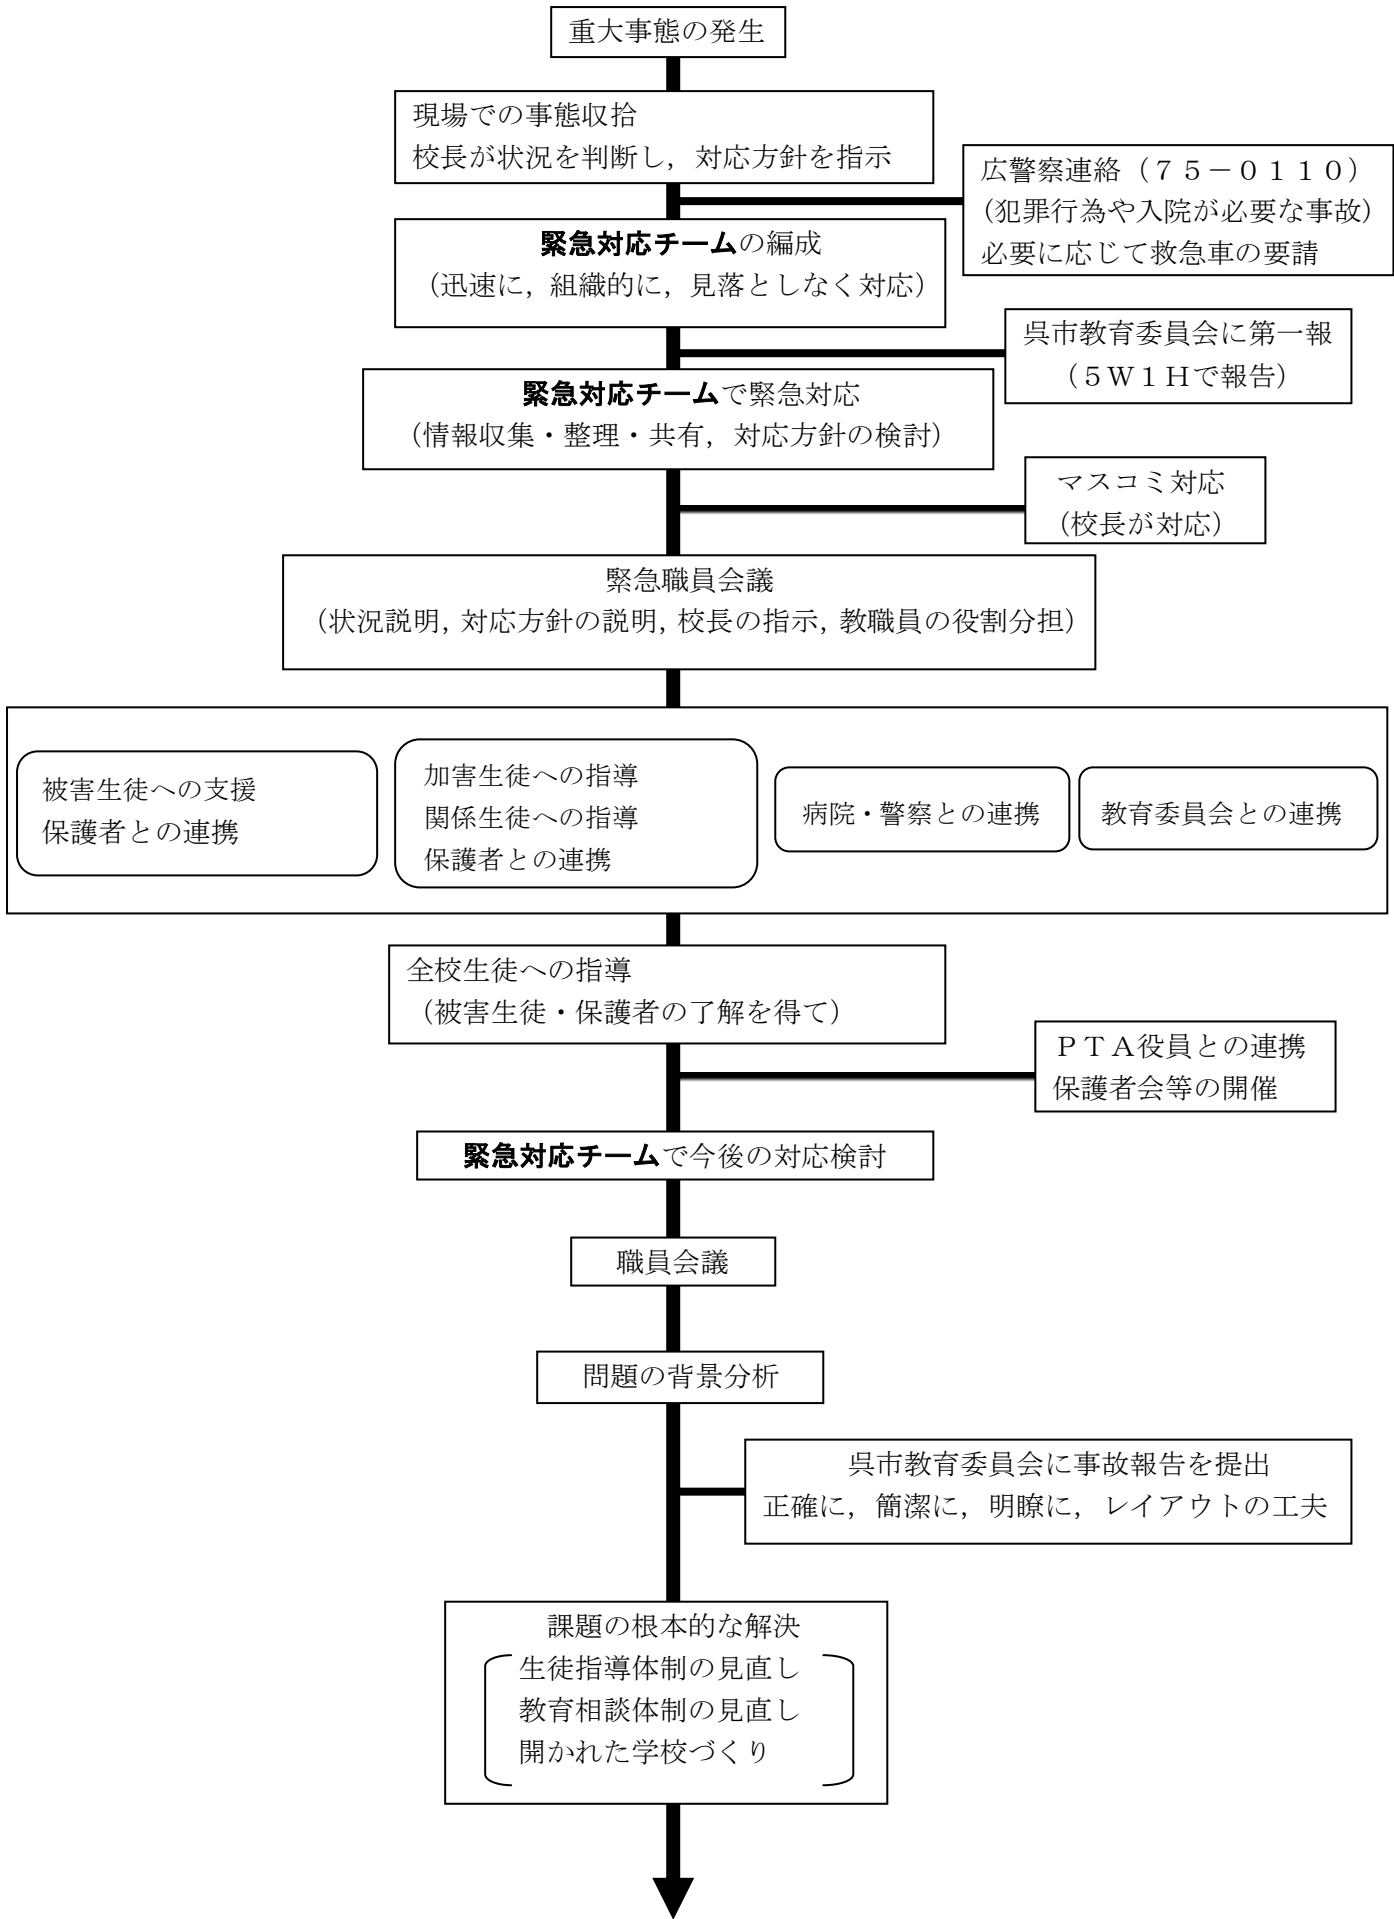 重大事態の発生
現場での事態収拾
校長が状況を判断し，対応方針を指示
広警察連絡（７５－０１１０）
（犯罪行為や入院が必要な事故）
必要に応じて救急車の要請
緊急対応チームの編成
（迅速に，組織的に，見落としなく対応）
呉市教育委員会に第一報
（５Ｗ１Ｈで報告）
緊急対応チームで緊急対応
（情報収集・整理・共有，対応方針の検討）
マスコミ対応
（校長が対応）
緊急職員会議
（状況説明，対応方針の説明，校長の指示，教職員の役割分担）
被害生徒への支援
保護者との連携
加害生徒への指導
関係生徒への指導
保護者との連携
病院・警察との連携
教育委員会との連携
全校生徒への指導
（被害生徒・保護者の了解を得て）
ＰＴＡ役員との連携
保護者会等の開催
緊急対応チームで今後の対応検討
職員会議
問題の背景分析
呉市教育委員会に事故報告を提出
正確に，簡潔に，明瞭に，レイアウトの工夫
課題の根本的な解決
生徒指導体制の見直し
教育相談体制の見直し
開かれた学校づくり